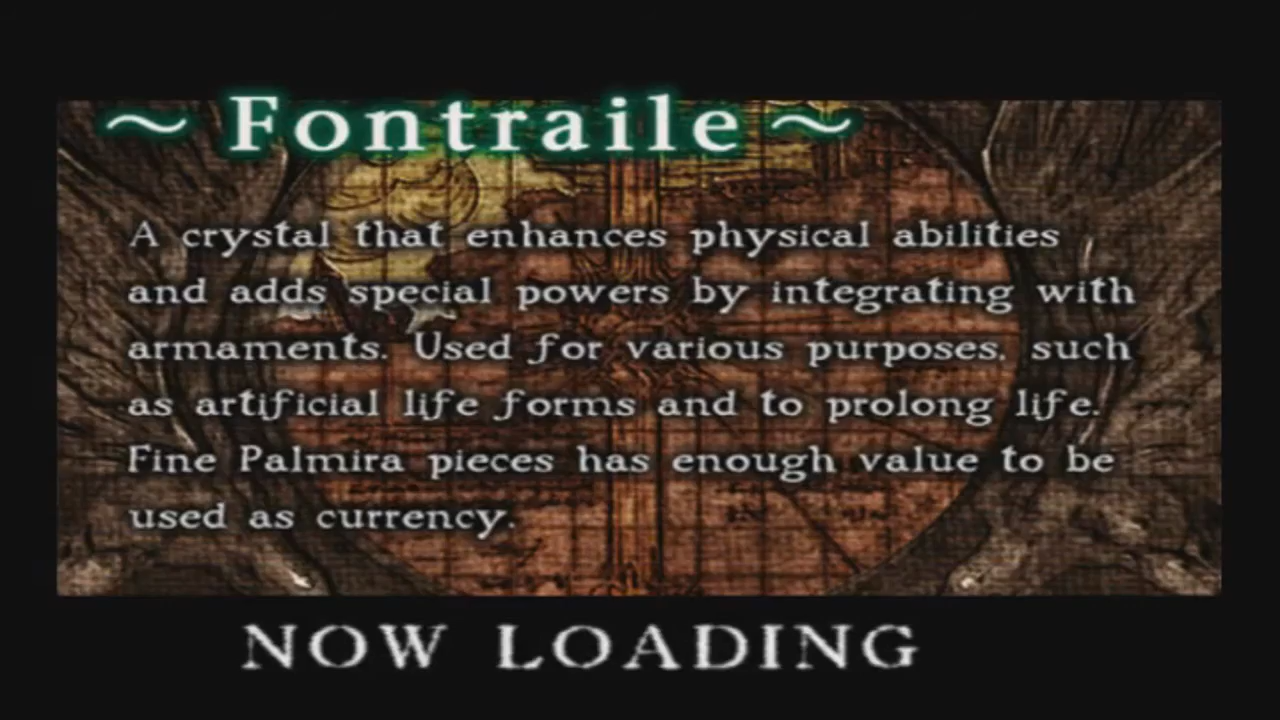 ~ Fontraile ~
A crystal that enhances physical abilities
and adds special powers by integrating with
armaments. Used for various purposes, such
as artificial life forms and to prolong life.
Fine Palmira pieces has enough value to be
used as currency.
NOW LOADING